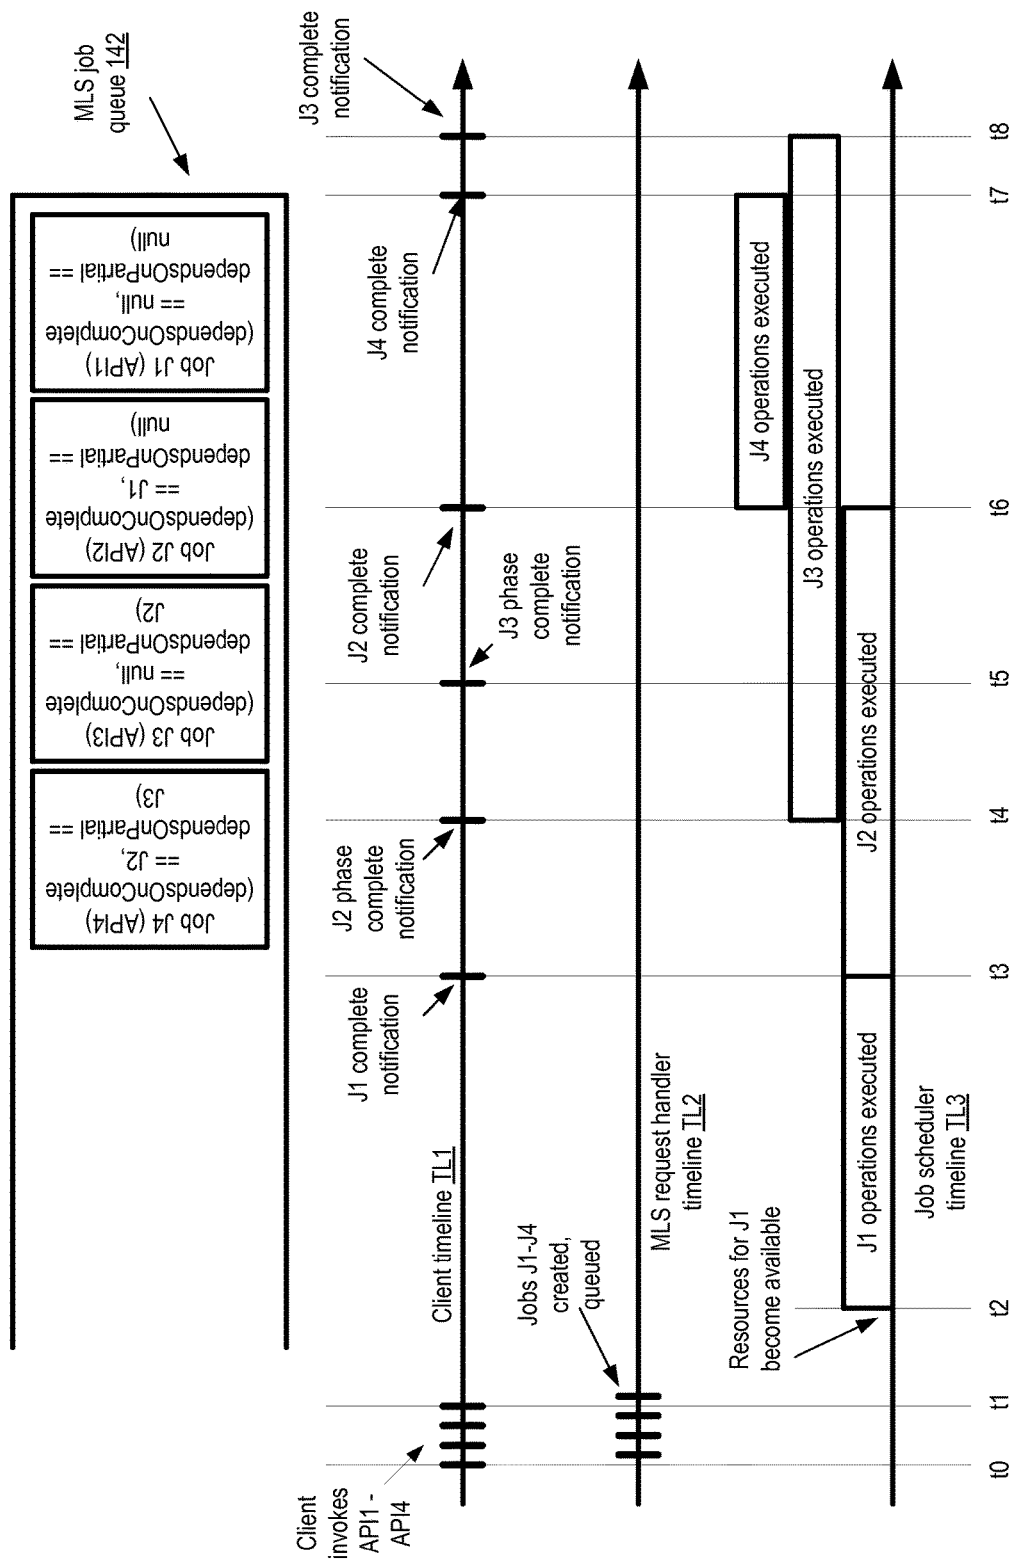 MLS job
queue 142
Job J4 (API4)
(dependsOnComplete
== J2,
dependsOnPartial ==
J3)
Job J3 (API3)
(dependsOnComplete
== null,
dependsOnPartial ==
J2)
Job J2 (API2)
(dependsOnComplete
== J1,
dependsOnPartial ==
null)
Job J1 (API1)
(dependsOnComplete
== null,
dependsOnPartial ==
null)
Client
invokes
API1 -
API4
Client timeline TL1
J1 complete
notification
J2 phase
complete
notification
J2 complete
notification
J3 phase
complete
notification
J4 complete
notification
J3 complete
notification
Jobs J1-J4
created,
queued
MLS request handler
timeline TL2
Resources for J1
become available
J4 operations executed
J3 operations executed
J1 operations executed
J2 operations executed
Job scheduler
timeline TL3
t0
t1
t2
t3
t4
t5
t6
t7
t8